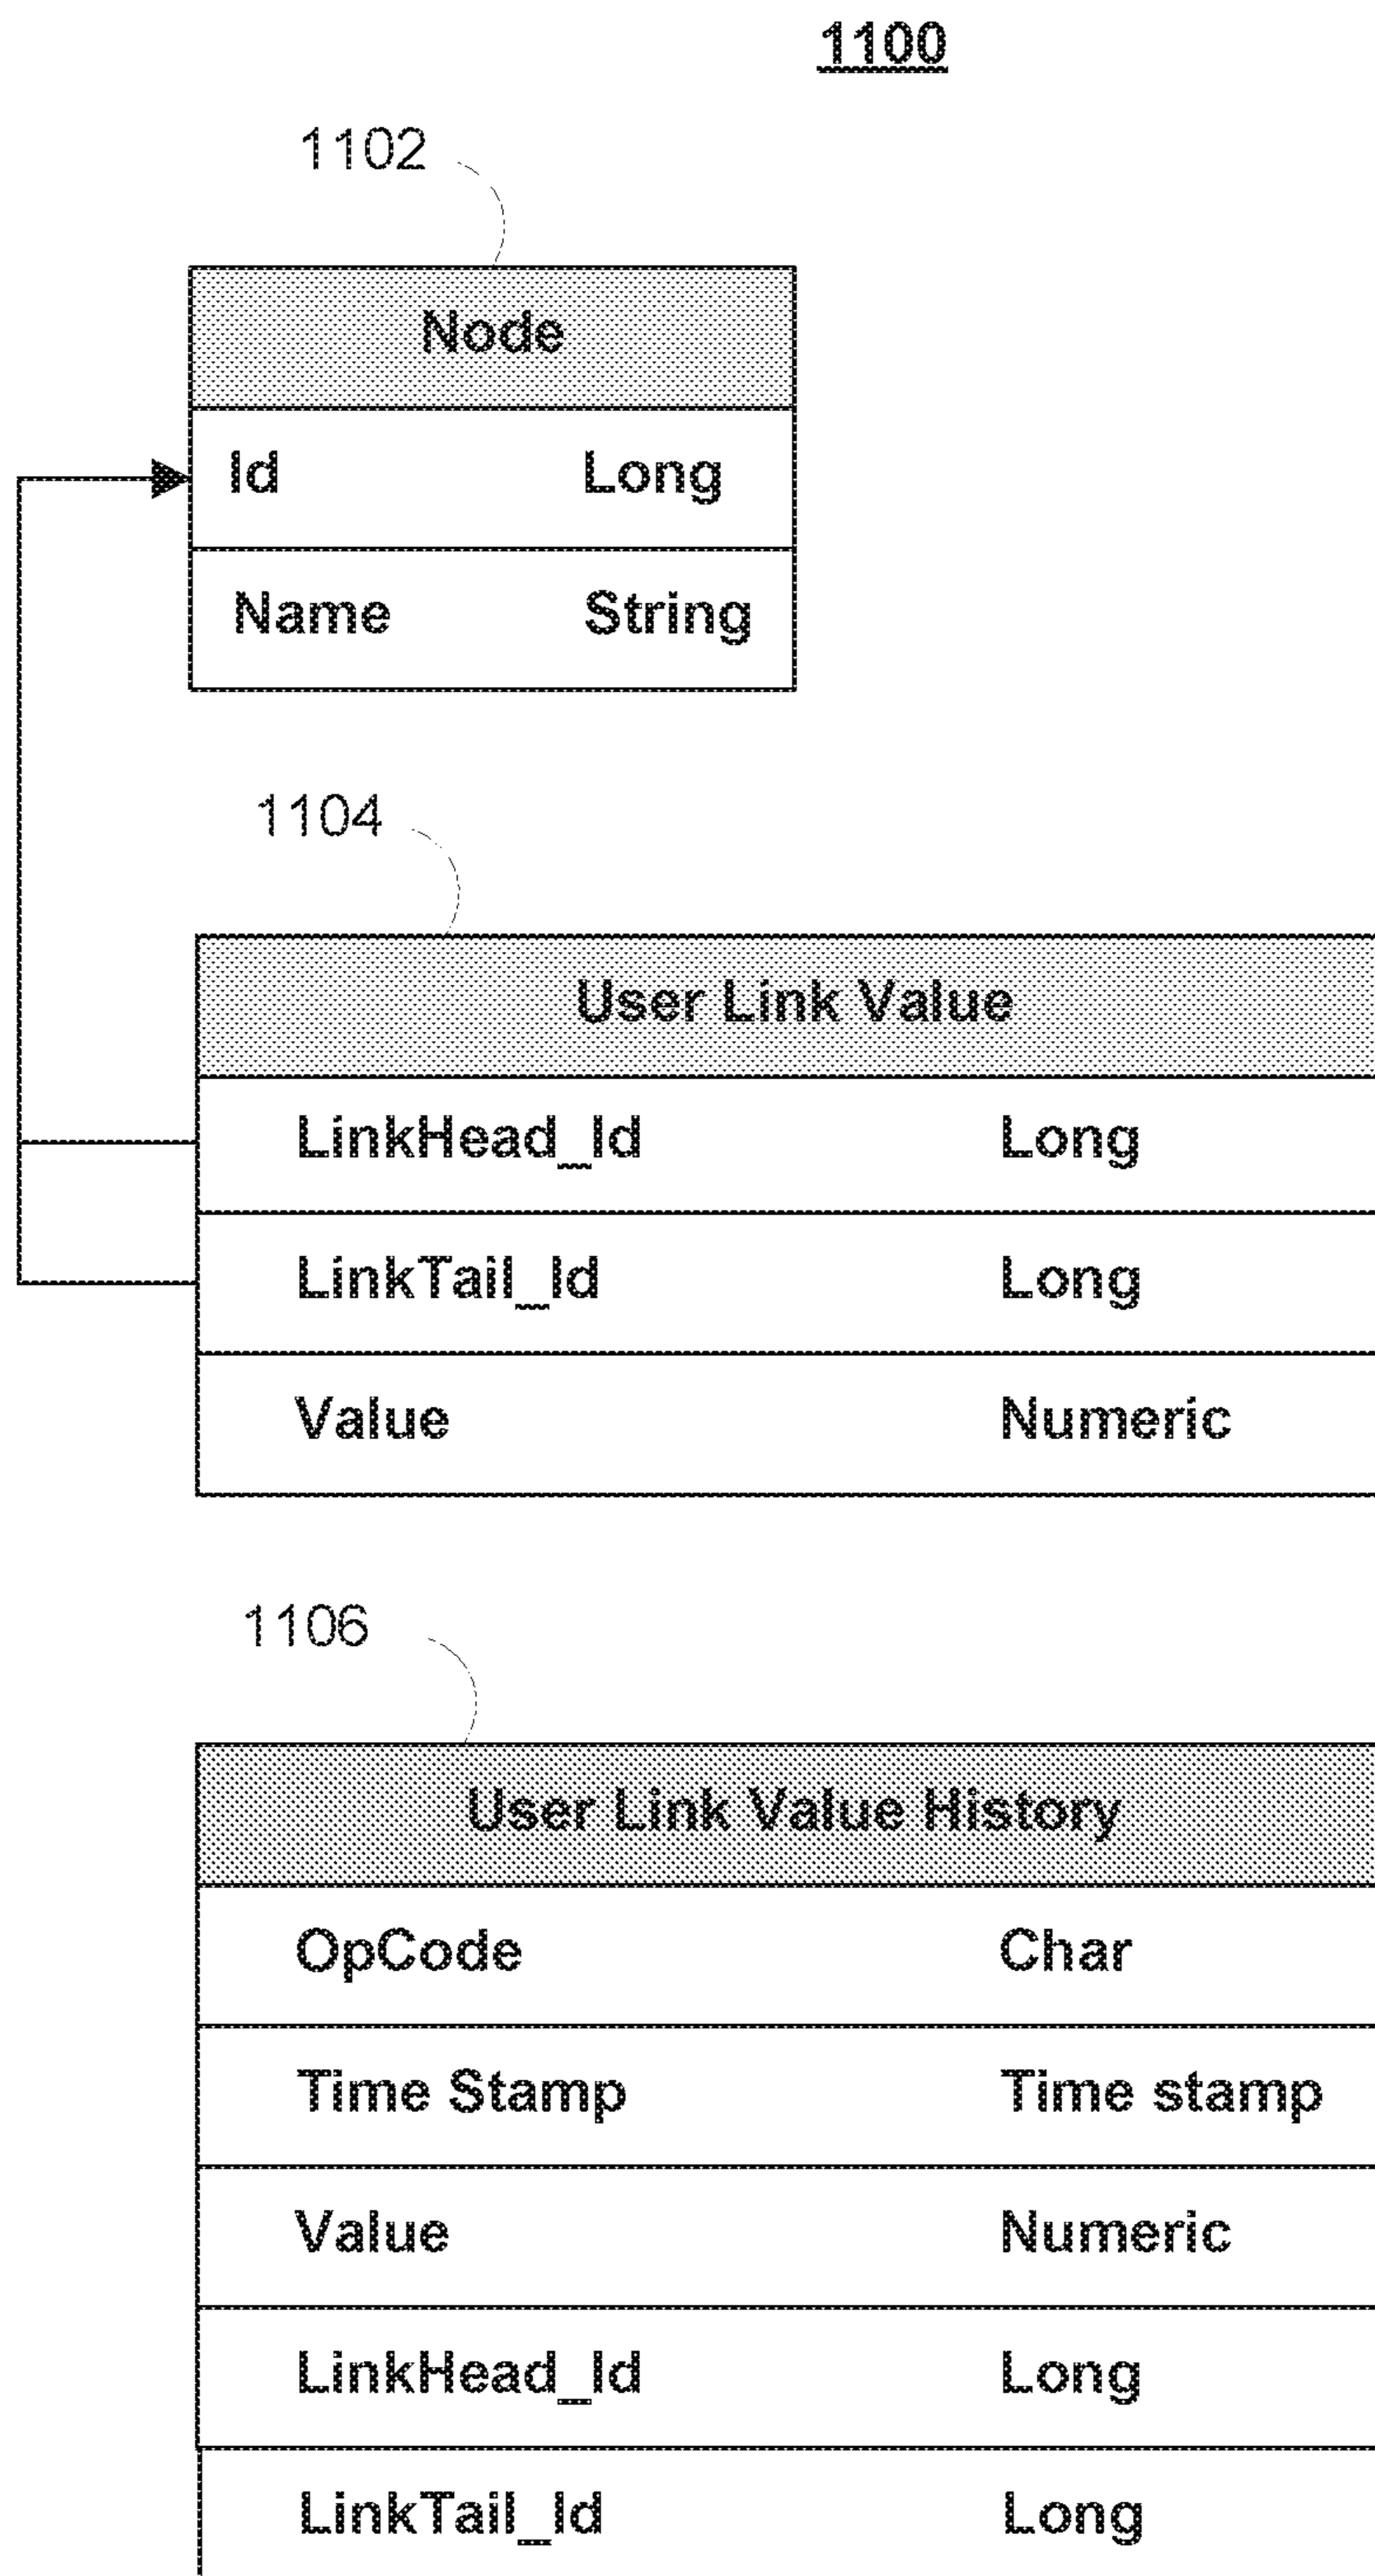 1100
1102
Node
Id Long
Name String
1104
User Link Value
LinkHead_Id Long
LinkTail_Id Long
Value Numeric
1106
User Link Value History
OpCode Char
Time Stamp Time stamp
Value Numeric
LinkHead_Id Long
LinkTail_Id Long